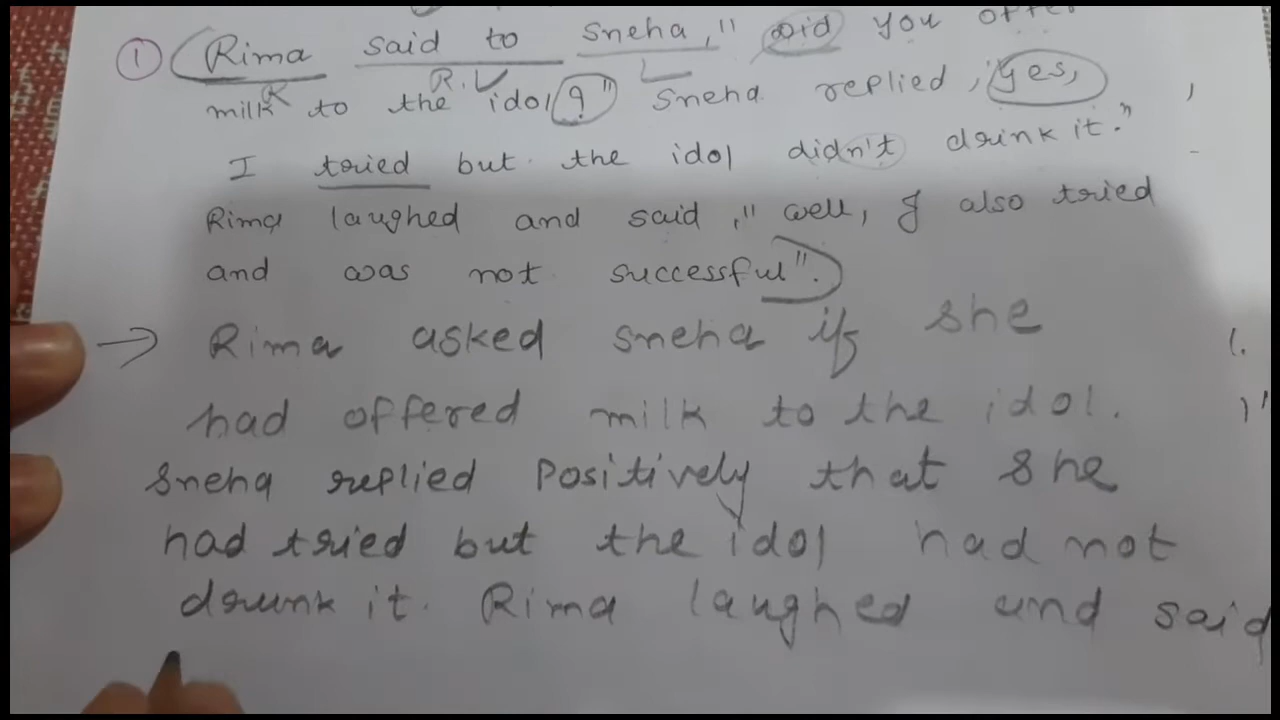 ① Rima said to Sneha, " Did you offer
R R.V
milk to the idol ?" Sneha replied, "Yes,
I tried but the idol didn't drink it."
Rima laughed and said ," well, I also tried
and was not successful".
→ Rima asked Sneha if she
had offered milk to the idol.
Sneha replied Positively that she
had tried but the idol had not
drunk it. Rima laughed and said